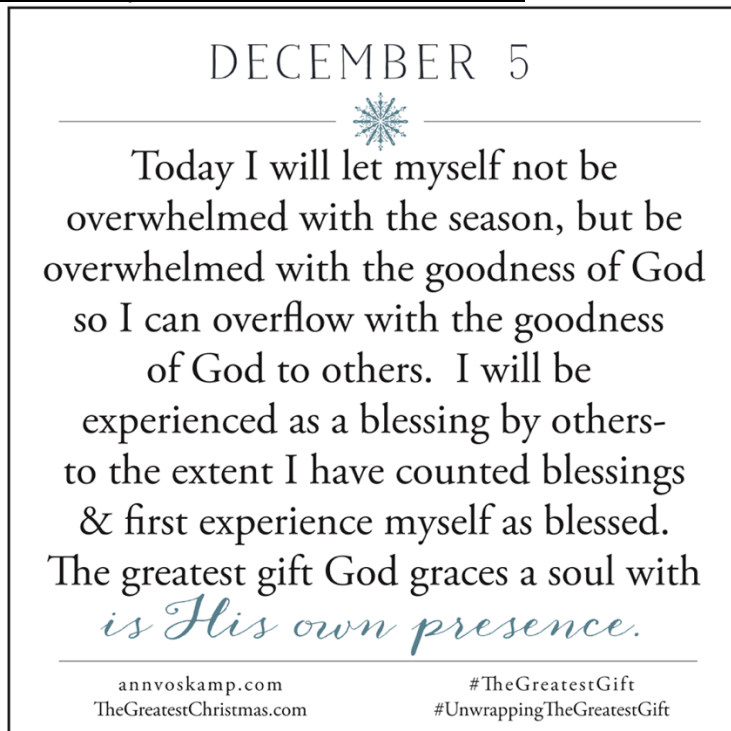 DECEMBER 5
Today I will let myself not be
overwhelmed with the season, but be
overwhelmed with the goodness of God
so I can overflow with the goodness
of God to others.  I will be
experienced as a blessing by others-
to the extent I have counted blessings
& first experience myself as blessed.
The greatest gift God graces a soul with
is His own presence.
annvoskamp.com
TheGreatestChristmas.com
#TheGreatestGift
#UnwrappingTheGreatestGift